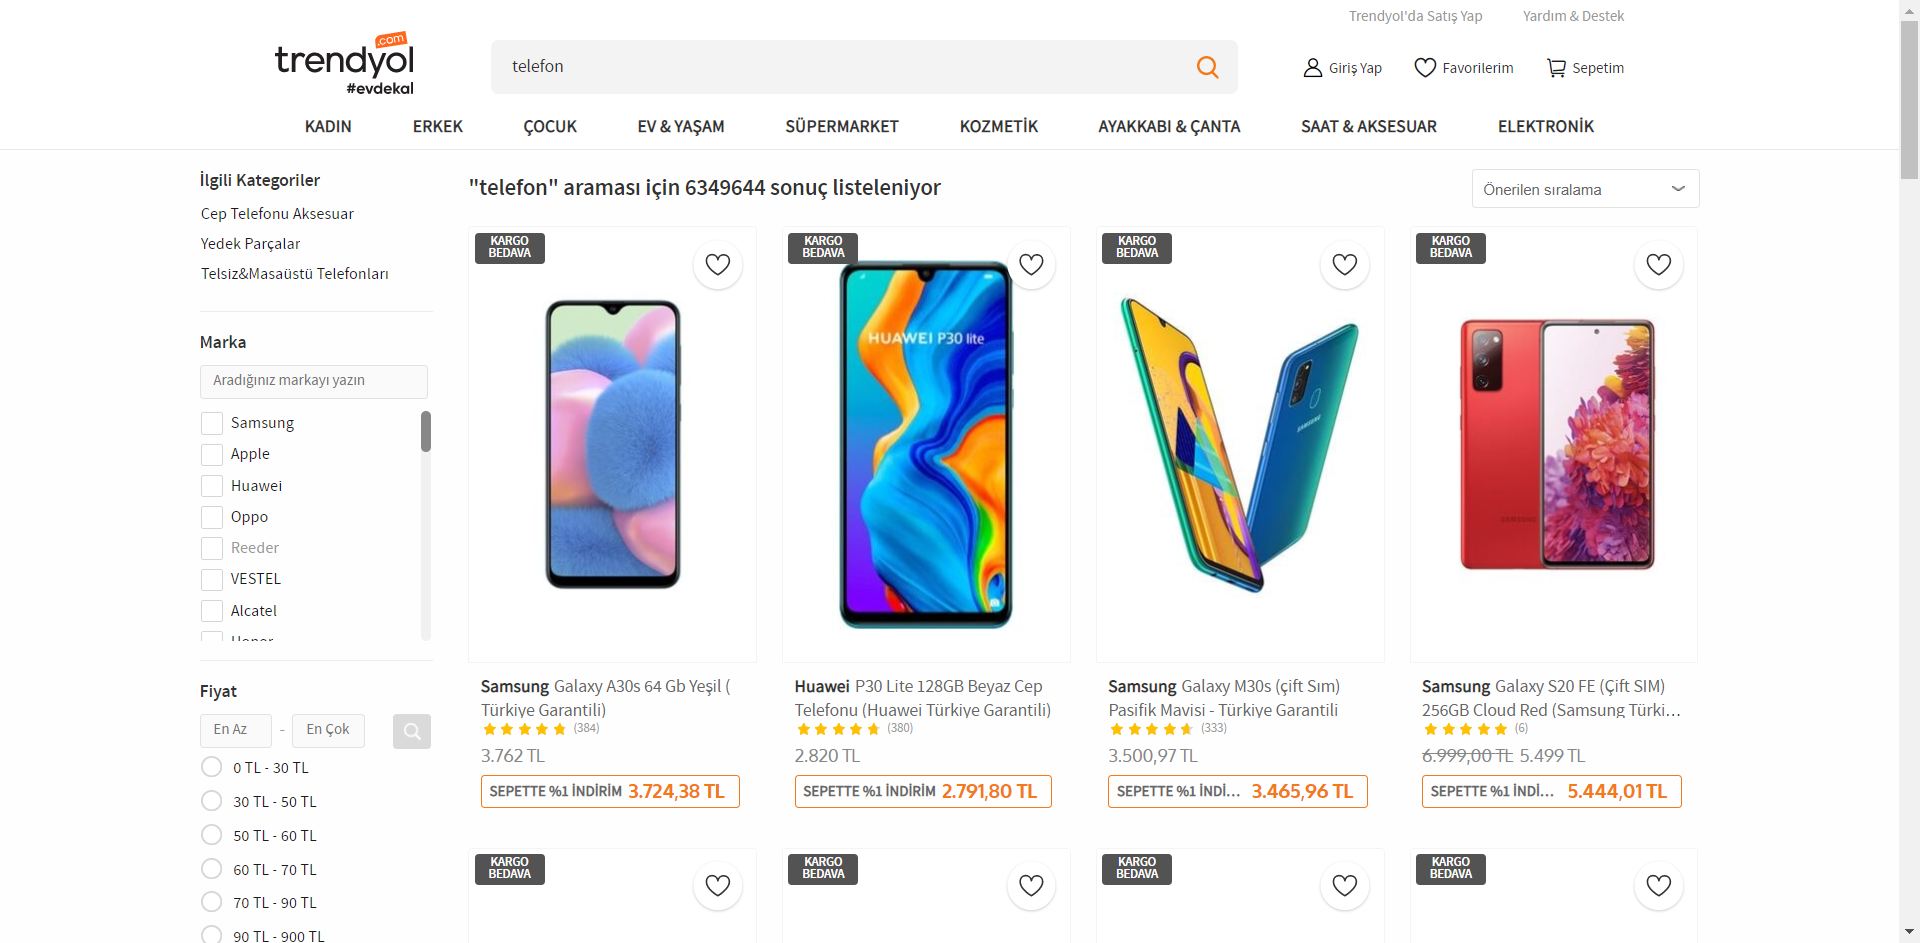 Trendyol'da Satış Yap
Yardım & Destek
.com
trendyol
#evdekal
telefon
Giriş Yap
Favorilerim
Sepetim
KADIN
ERKEK
ÇOCUK
EV & YAŞAM
SÜPERMARKET
KOZMETİK
AYAKKABI & ÇANTA
SAAT & AKSESUAR
ELEKTRONİK
İlgili Kategoriler
Cep Telefonu Aksesuar
Yedek Parçalar
Telsiz&Masaüstü Telefonları
Marka
Aradığınız markayı yazın
Samsung
Apple
Huawei
Oppo
Reeder
VESTEL
Alcatel
Honor
Fiyat
En Az
-
En Çok
0 TL - 30 TL
30 TL - 50 TL
50 TL - 60 TL
60 TL - 70 TL
70 TL - 90 TL
90 TL - 900 TL
"telefon" araması için 6349644 sonuç listeleniyor
Önerilen sıralama
KARGO
BEDAVA
Samsung Galaxy A30s 64 Gb Yeşil (
Türkiye Garantili)
(384)
3.762 TL
SEPETTE %1 İNDİRİM 3.724,38 TL
KARGO
BEDAVA
HUAWEI P30 lite
Huawei P30 Lite 128GB Beyaz Cep
Telefonu (Huawei Türkiye Garantili)
(380)
2.820 TL
SEPETTE %1 İNDİRİM 2.791,80 TL
KARGO
BEDAVA
SAMSUNG
Samsung Galaxy M30s (çift Sım)
Pasifik Mavisi - Türkiye Garantili
(333)
3.500,97 TL
SEPETTE %1 İNDİ... 3.465,96 TL
KARGO
BEDAVA
SAMSUNG
Samsung Galaxy S20 FE (Çift SIM)
256GB Cloud Red (Samsung Türki...
(6)
6.999,00 TL 5.499 TL
SEPETTE %1 İNDİ... 5.444,01 TL
KARGO
BEDAVA
KARGO
BEDAVA
KARGO
BEDAVA
KARGO
BEDAVA